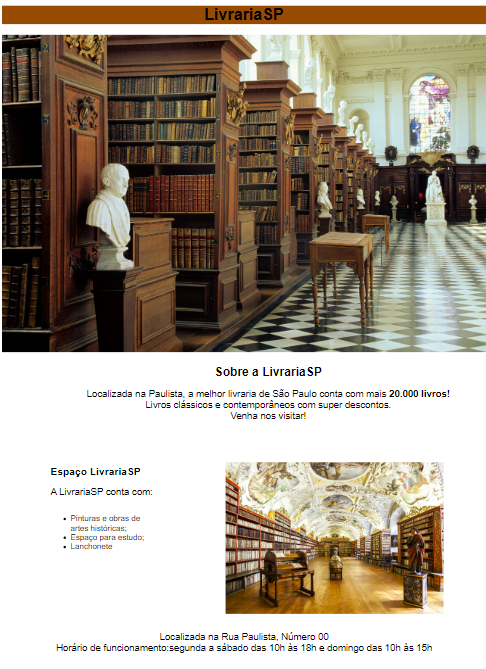 LivrariaSP
Sobre a LivrariaSP
Localizada na Paulista, a melhor livraria de São Paulo conta com mais 20.000 livros!
Livros clássicos e contemporâneos com super descontos.
Venha nos visitar!
Espaço LivrariaSP
A LivrariaSP conta com:
• Pinturas e obras de
artes históricas;
• Espaço para estudo;
• Lanchonete
Localizada na Rua Paulista, Número 00
Horário de funcionamento:segunda a sábado das 10h às 18h e domingo das 10h às 15h